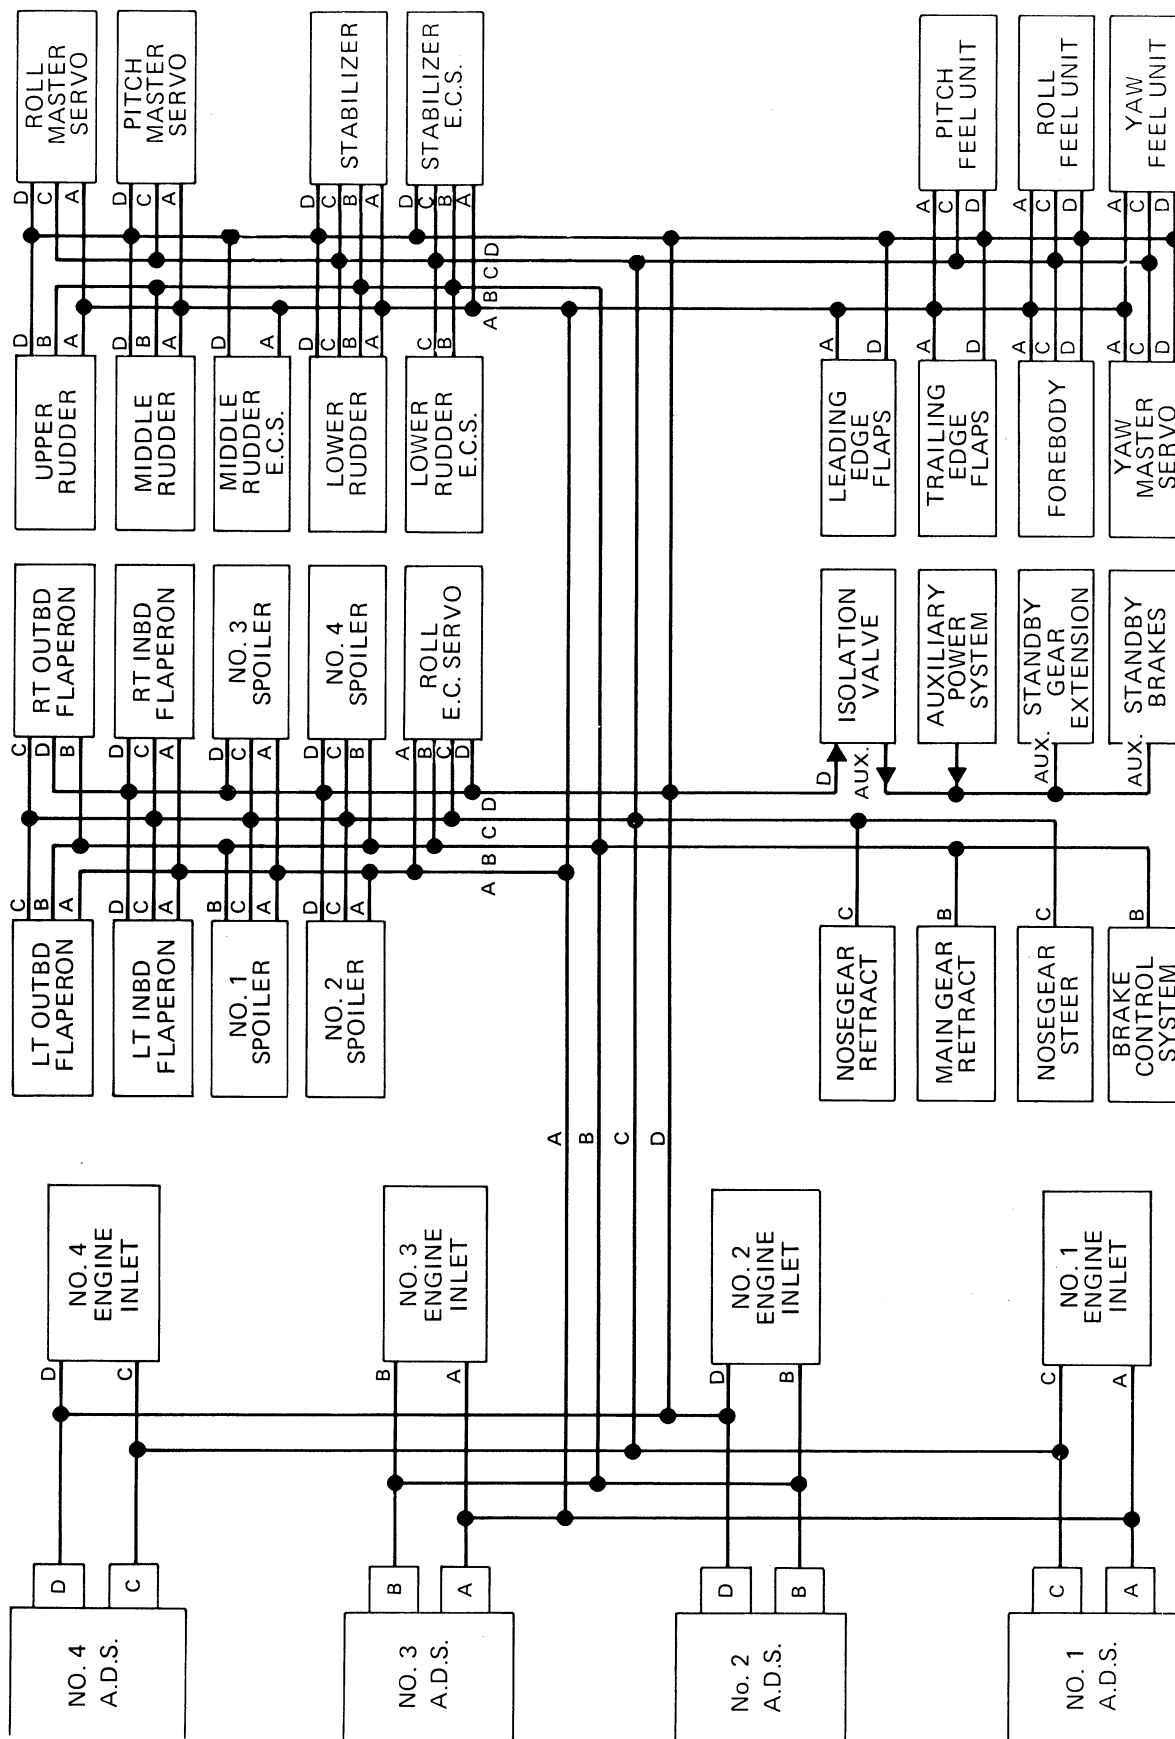 ROLL
MASTER
SERVO
PITCH
MASTER
SERVO
STABILIZER
STABILIZER
E.C.S.
PITCH
FEEL UNIT
ROLL
FEEL UNIT
YAW
FEEL UNIT
D C A
D C A
D C B A
D C B A
A C D
A C D
A C D
A B C D
D B A
D B A
D A
D C B A
C B
A D
A D
A C D
A C D
UPPER
RUDDER
MIDDLE
RUDDER
MIDDLE
RUDDER
E.C.S.
LOWER
RUDDER
LOWER
RUDDER
E.C.S.
LEADING
EDGE
FLAPS
TRAILING
EDGE
FLAPS
FOREBODY
YAW
MASTER
SERVO
RT OUTBD
FLAPERON
RT INBD
FLAPERON
NO. 3
SPOILER
NO. 4
SPOILER
ROLL
E.C. SERVO
ISOLATION
VALVE
AUXILIARY
POWER
SYSTEM
STANDBY
GEAR
EXTENSION
STANDBY
BRAKES
C D B
D C A
D C A
D C B
A B C D
D AUX.
AUX.
AUX.
A B C D
C B A
D C A
B C A
D C A
C
B
C
B
LT OUTBD
FLAPERON
LT INBD
FLAPERON
NO. 1
SPOILER
NO. 2
SPOILER
NOSEGEAR
RETRACT
MAIN GEAR
RETRACT
NOSEGEAR
STEER
BRAKE
CONTROL
SYSTEM
A B C D
NO. 4
ENGINE
INLET
NO. 3
ENGINE
INLET
NO. 2
ENGINE
INLET
NO. 1
ENGINE
INLET
D C
B A
D B
C A
D C
B A
D B
C A
NO. 4
A.D.S.
NO. 3
A.D.S.
No. 2
A.D.S.
NO. 1
A.D.S.